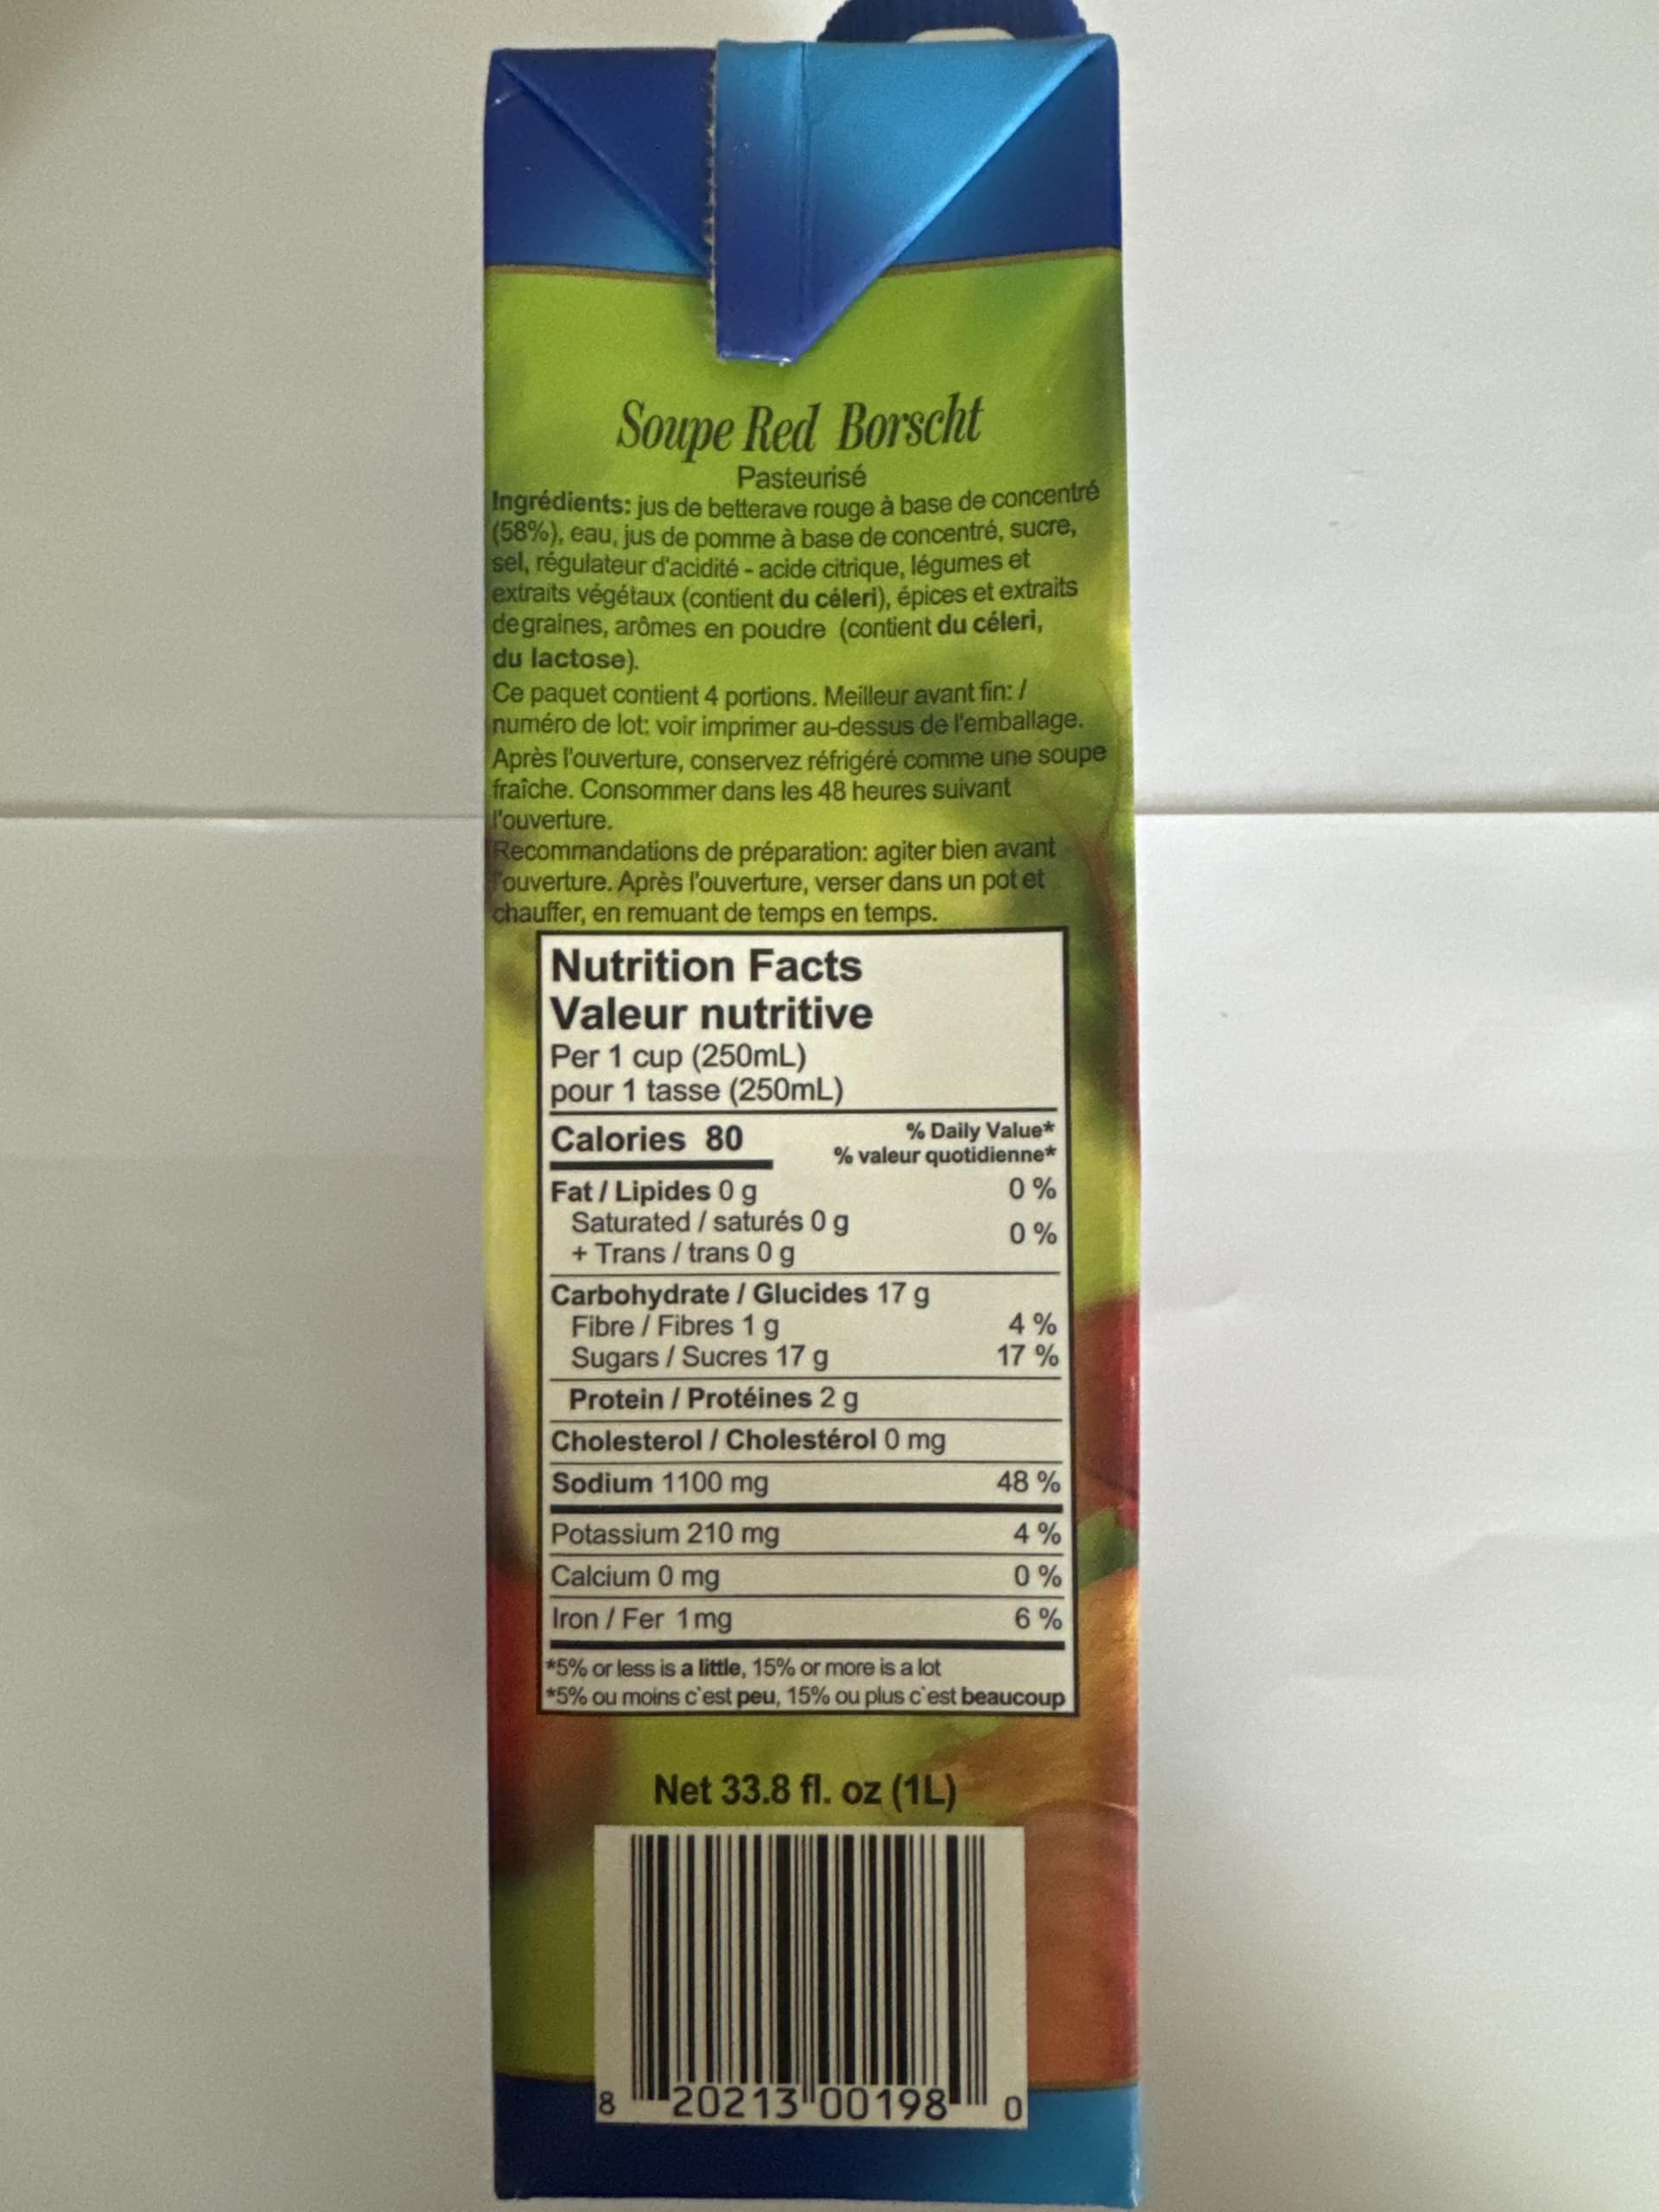 Soupe Red Borscht
Pasteurisé
Ingrédients: jus de betterave rouge à base de concentré
(58%), eau, jus de pomme à base de concentré, sucre,
sel, régulateur d'acidité - acide citrique, légumes et
extraits végétaux (contient du céleri), épices et extraits
degraines, arômes en poudre (contient du céleri,
du lactose).
Ce paquet contient 4 portions. Meilleur avant fin: /
numéro de lot: voir imprimer au-dessus de l'emballage.
Après l'ouverture, conservez réfrigéré comme une soupe
fraîche. Consommer dans les 48 heures suivant
l'ouverture.
Recommandations de préparation: agiter bien avant
l'ouverture. Après l'ouverture, verser dans un pot et
chauffer, en remuant de temps en temps.
Nutrition Facts
Valeur nutritive
Per 1 cup (250mL)
pour 1 tasse (250mL)
Calories 80 % Daily Value*
% valeur quotidienne*
Fat / Lipides 0 g 0 %
Saturated / saturés 0 g 0 %
+ Trans / trans 0 g
Carbohydrate / Glucides 17 g
Fibre / Fibres 1 g 4 %
Sugars / Sucres 17 g 17 %
Protein / Protéines 2 g
Cholesterol / Cholestérol 0 mg
Sodium 1100 mg 48 %
Potassium 210 mg 4 %
Calcium 0 mg 0 %
Iron / Fer 1 mg 6 %
*5% or less is a little, 15% or more is a lot
*5% ou moins c'est peu, 15% ou plus c'est beaucoup
Net 33.8 fl. oz (1L)
8 20213 00198 0